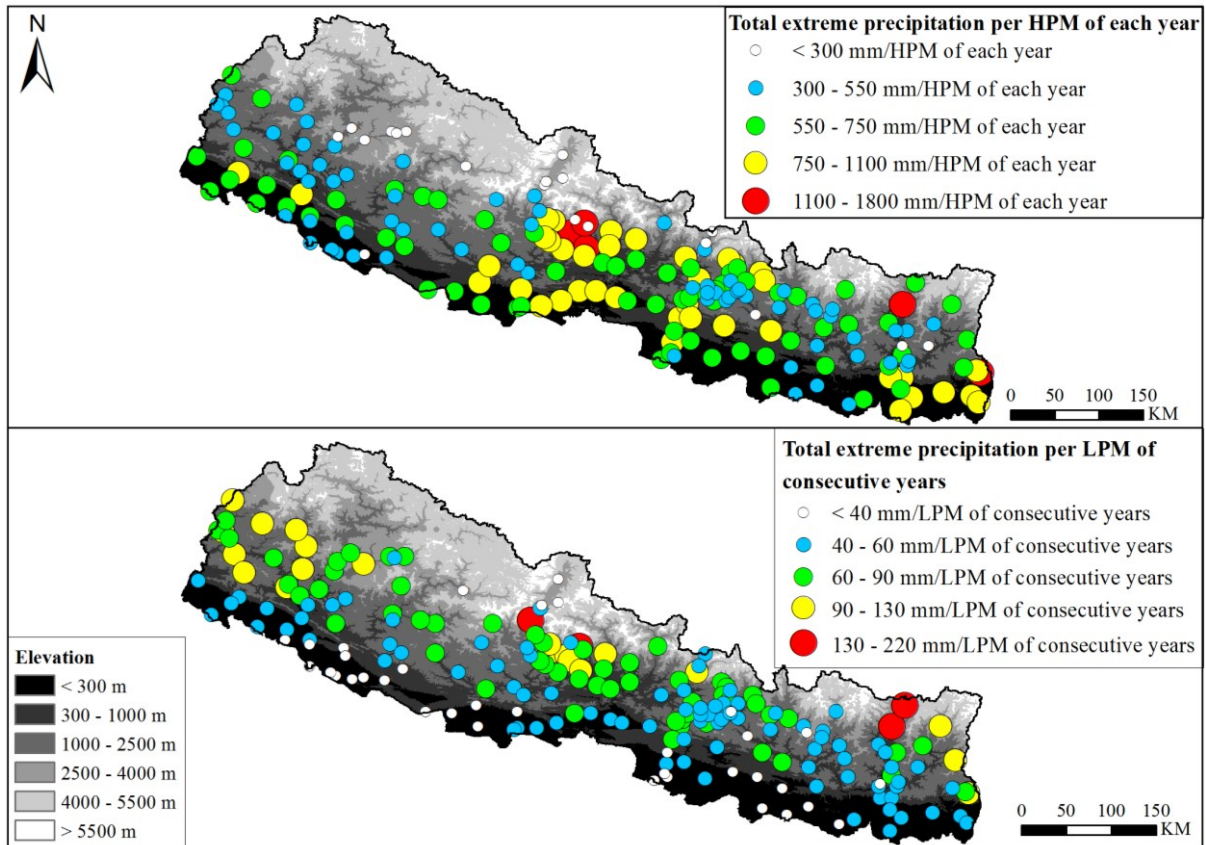 N
Total extreme precipitation per HPM of each year
< 300 mm/HPM of each year
300 - 550 mm/HPM of each year
550 - 750 mm/HPM of each year
750 - 1100 mm/HPM of each year
1100 - 1800 mm/HPM of each year
0 50 100 150
KM
Total extreme precipitation per LPM of
consecutive years
< 40 mm/LPM of consecutive years
40 - 60 mm/LPM of consecutive years
60 - 90 mm/LPM of consecutive years
90 - 130 mm/LPM of consecutive years
130 - 220 mm/LPM of consecutive years
Elevation
< 300 m
300 - 1000 m
1000 - 2500 m
2500 - 4000 m
4000 - 5500 m
> 5500 m
0 50 100 150
KM